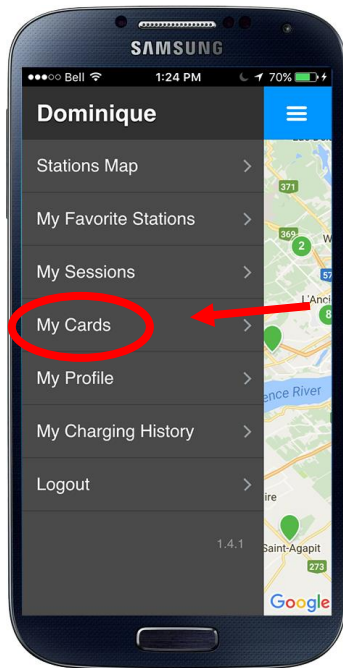 SAMSUNG
●●●○○ Bell 1:24 PM 70%
Dominique
Stations Map
371
My Favorite Stations
369
2
W
My Sessions
57
L'Anci
8
My Cards
My Profile
ence River
My Charging History
Logout
ire
1.4.1
Saint-Agapit
273
Google